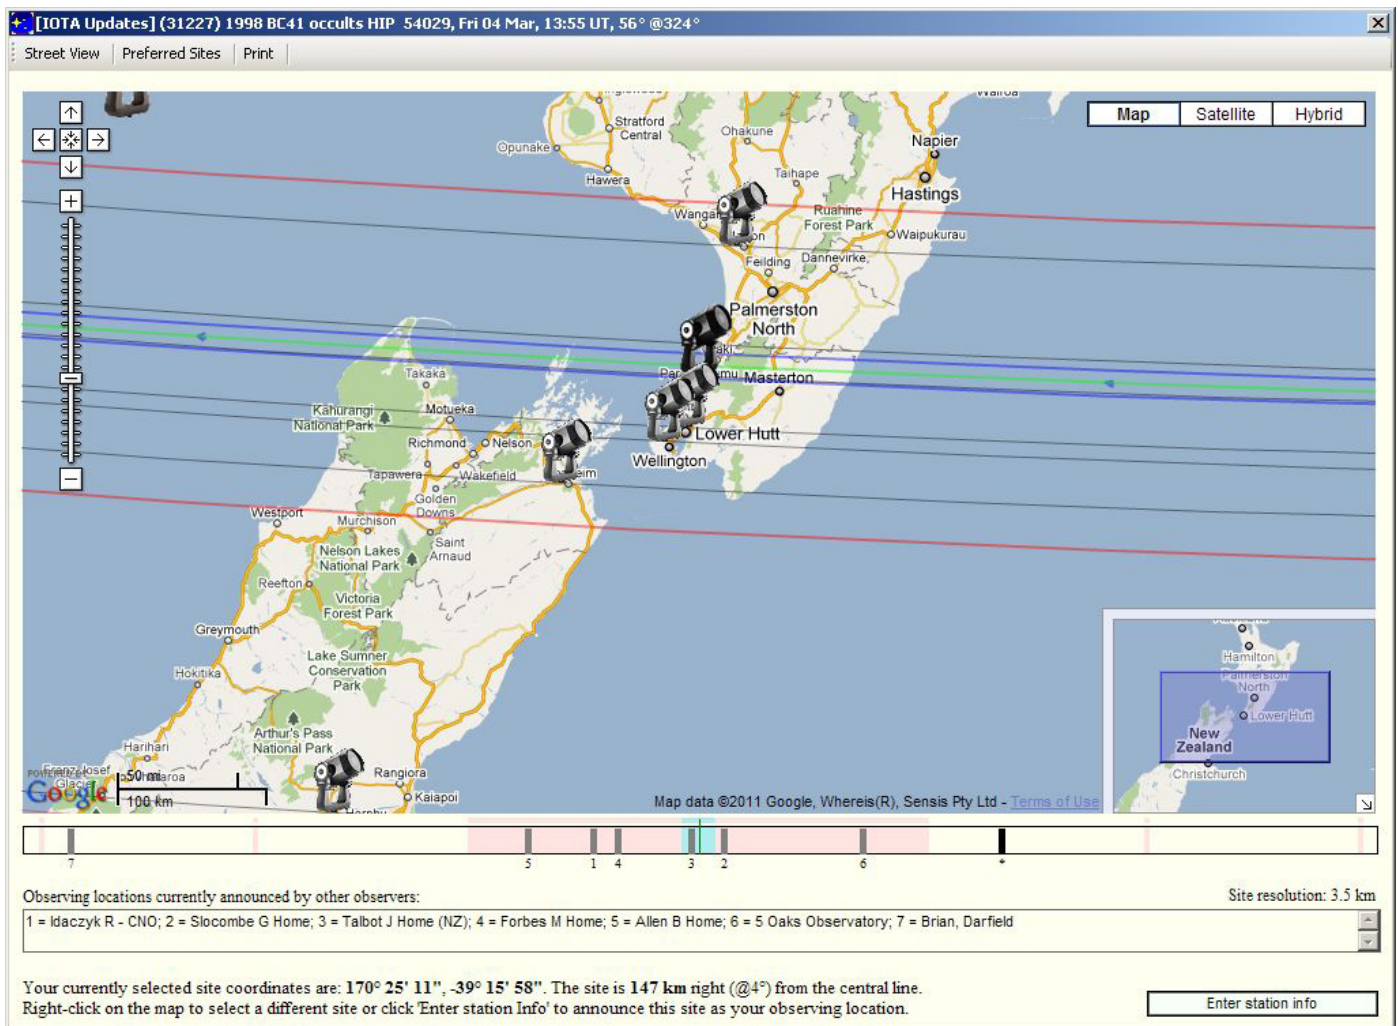 [IOTA Updates] (31227) 1998 BC41 occults HIP 54029, Fri 04 Mar, 13:55 UT, 56° @324°
Street View Preferred Sites Print
Map Satellite Hybrid
Stratford
Central
Ohakune
Opunake
Napier
Taihape
Hawera
Hastings
Ruahine
Forest Park
Waipukurau
Feilding
Dannevirke
Palmerston
North
Takaka
Masterton
Kahurangi
National Park
Motueka
Richmond
Nelson
Lower Hutt
Wellington
Tapawera
Wakefield
Golden
Downs
Westport
Murchison
Saint
Arnaud
Nelson Lakes
National Park
Reefton
Victoria
Forest Park
Greymouth
Lake Sumner
Conservation
Park
Hokitika
Arthur's Pass
National Park
Harihari
Rangiora
Kaiapoi
POWERED BY
Google
50 mi
100 km
Hamilton
Palmerston
North
Lower Hutt
New
Zealand
Christchurch
Map data ©2011 Google, Whereis(R), Sensis Pty Ltd - Terms of Use
7 5 1 4 3 2 6 *
Observing locations currently announced by other observers:
Site resolution: 3.5 km
1 = Idaczyk R - CNO; 2 = Slocombe G Home; 3 = Talbot J Home (NZ); 4 = Forbes M Home; 5 = Allen B Home; 6 = 5 Oaks Observatory; 7 = Brian, Darfield
Your currently selected site coordinates are: 170° 25' 11", -39° 15' 58". The site is 147 km right (@4°) from the central line.
Right-click on the map to select a different site or click 'Enter station Info' to announce this site as your observing location.
Enter station info